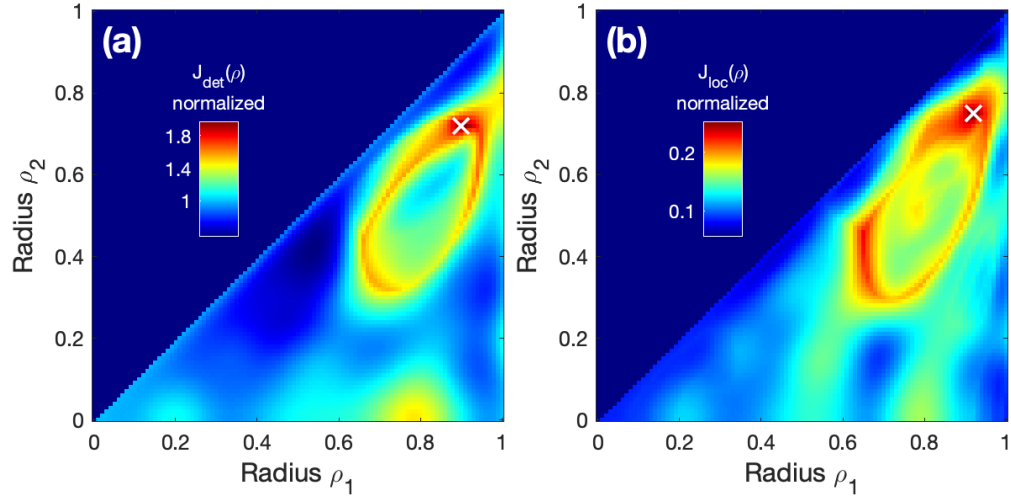 (a)
J_det(ρ)
normalized
1.8
1.4
1
Radius ρ_2
1
0.8
0.6
0.4
0.2
0
0 0.2 0.4 0.6 0.8 1
Radius ρ_1
(b)
J_loc(ρ)
normalized
0.2
0.1
Radius ρ_2
1
0.8
0.6
0.4
0.2
0
0 0.2 0.4 0.6 0.8 1
Radius ρ_1